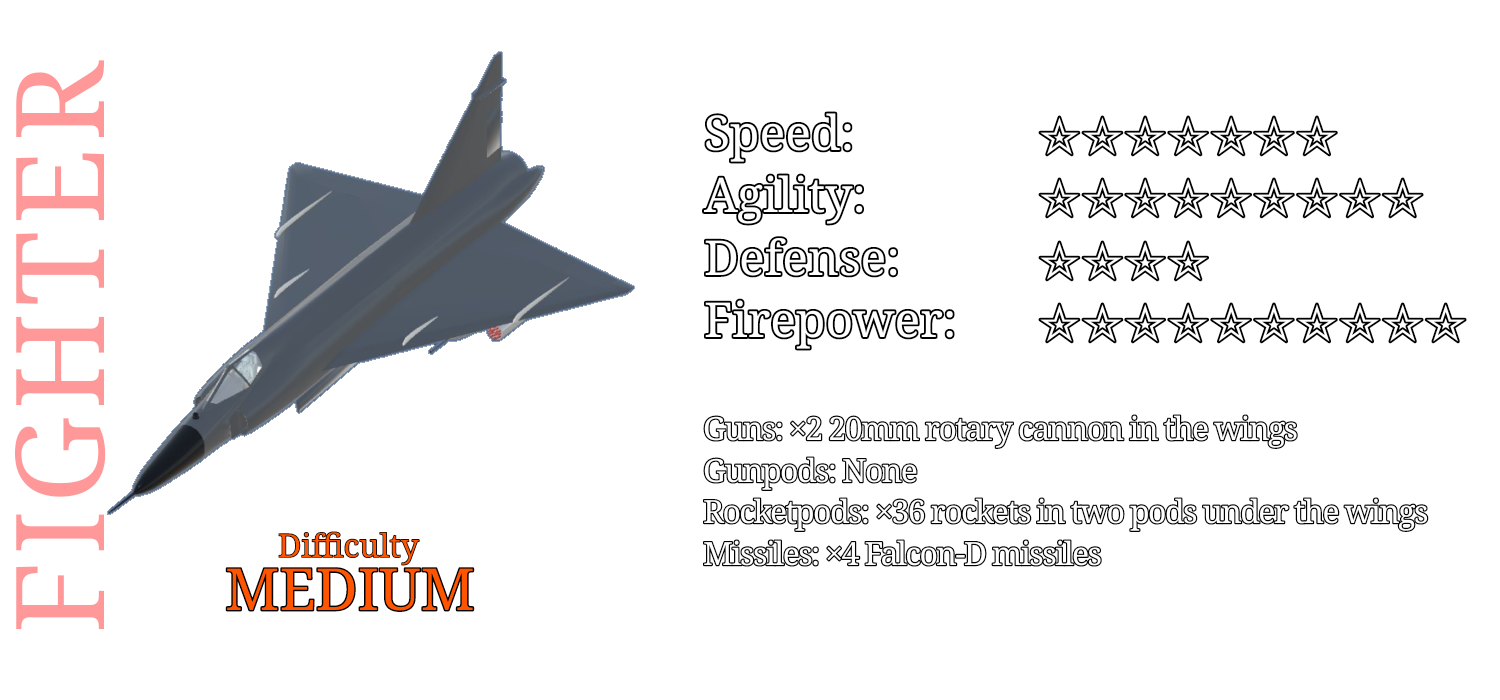 FIGHTER
Speed: ☆☆☆☆☆☆☆
Agility: ☆☆☆☆☆☆☆☆☆
Defense: ☆☆☆☆
Firepower: ☆☆☆☆☆☆☆☆☆☆
Guns: ×2 20mm rotary cannon in the wings
Gunpods: None
Rocketpods: ×36 rockets in two pods under the wings
Missiles: ×4 Falcon-D missiles
Difficulty
MEDIUM